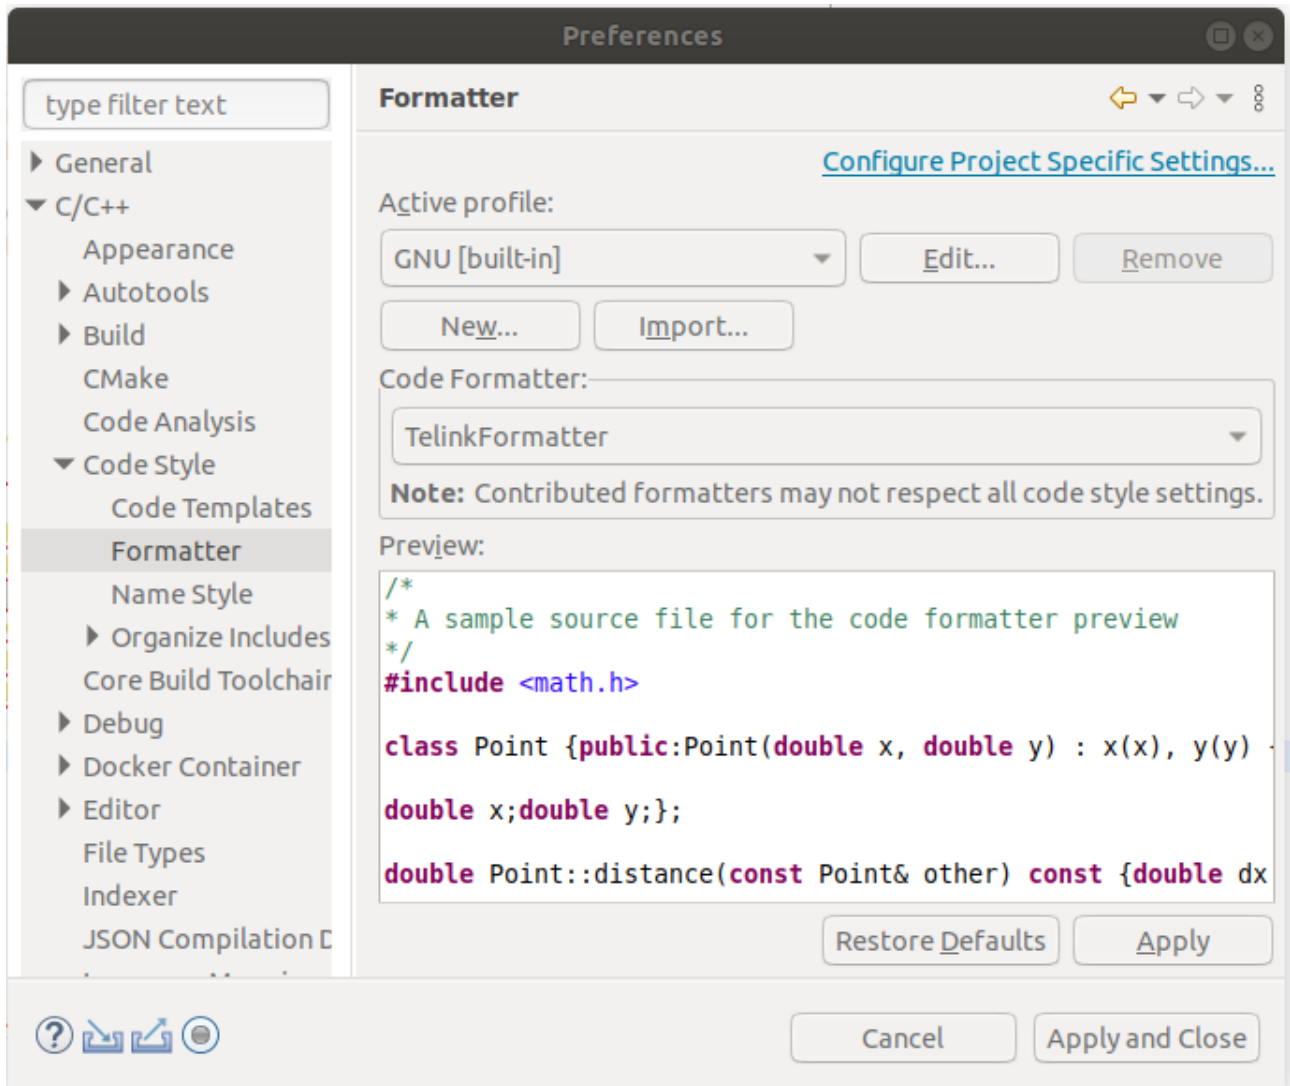 Preferences
type filter text
General
C/C++
Appearance
Autotools
Build
CMake
Code Analysis
Code Style
Code Templates
Formatter
Name Style
Organize Includes
Core Build Toolchair
Debug
Docker Container
Editor
File Types
Indexer
JSON Compilation D
Formatter
Configure Project Specific Settings...
Active profile:
GNU [built-in]
Edit...
Remove
New...
Import...
Code Formatter:
TelinkFormatter
Note: Contributed formatters may not respect all code style settings.
Preview:
/*
* A sample source file for the code formatter preview
*/
#include <math.h>
class Point {public:Point(double x, double y) : x(x), y(y)
double x;double y;};
double Point::distance(const Point& other) const {double dx
Restore Defaults
Apply
Cancel
Apply and Close